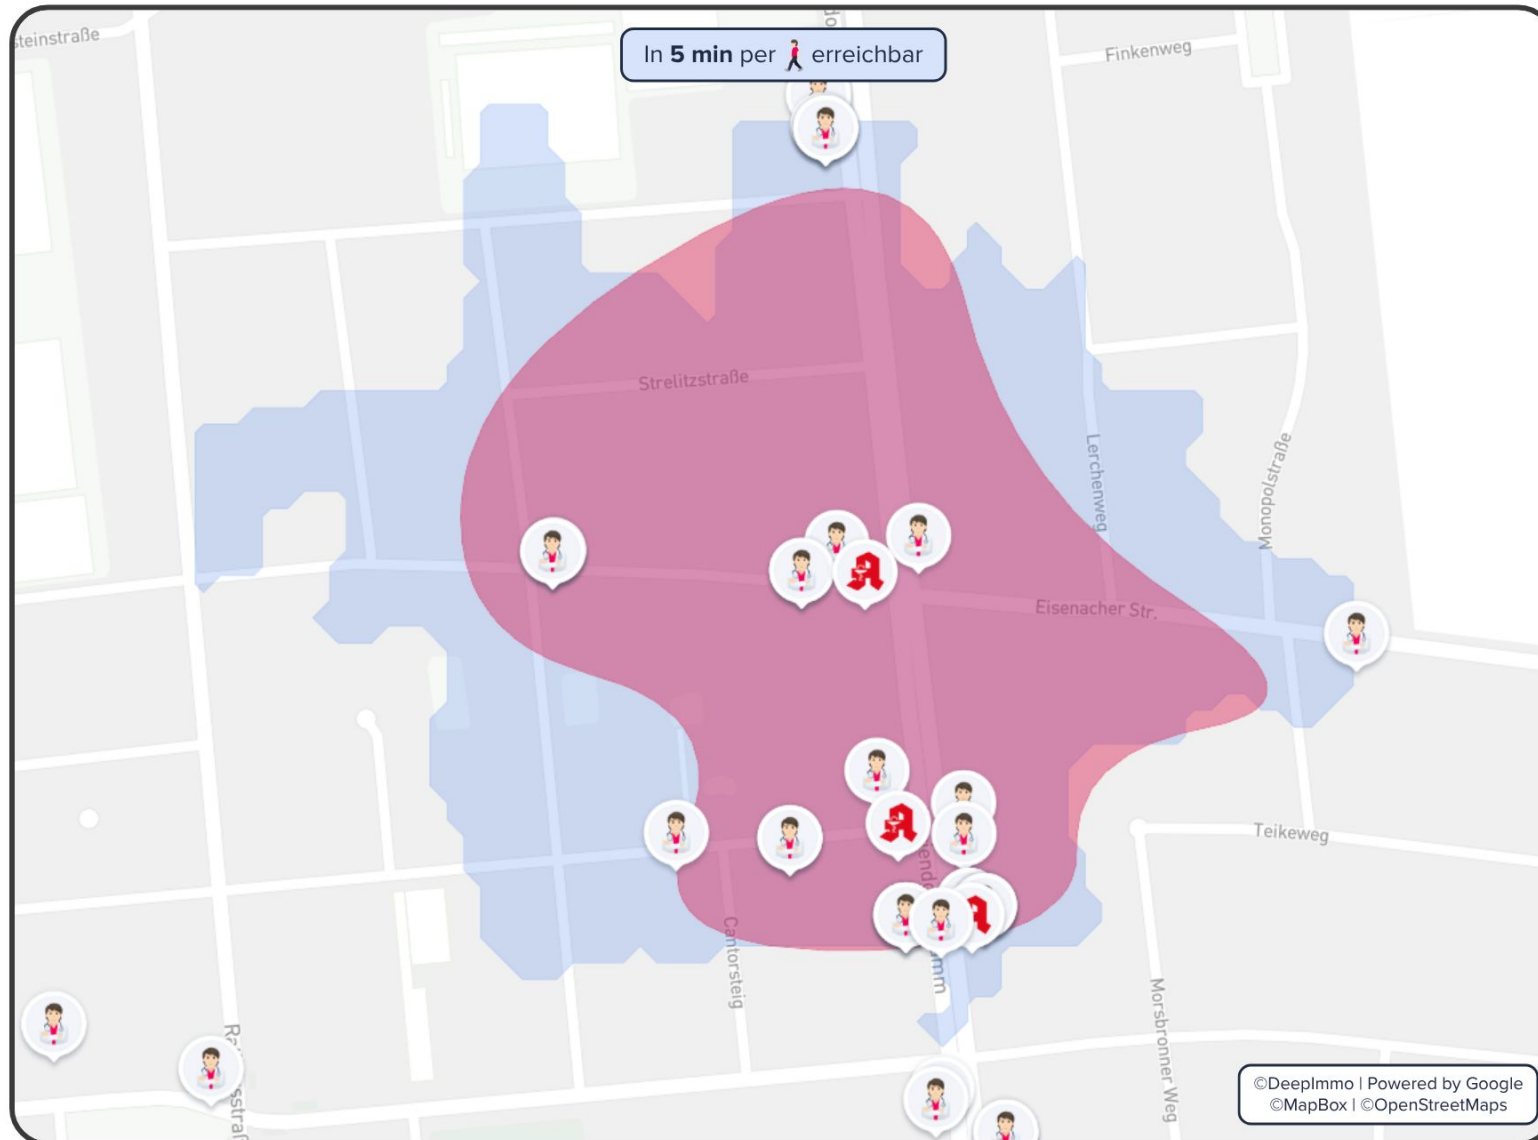 steinstraße
In 5 min per erreichbar
Finkenweg
Strelitzstraße
Lerchenweg
Monopolstraße
Eisenacher Str.
Teikeweg
Cantorsteig
Morsbronner Weg
©DeepImmo | Powered by Google
©MapBox | ©OpenStreetMaps